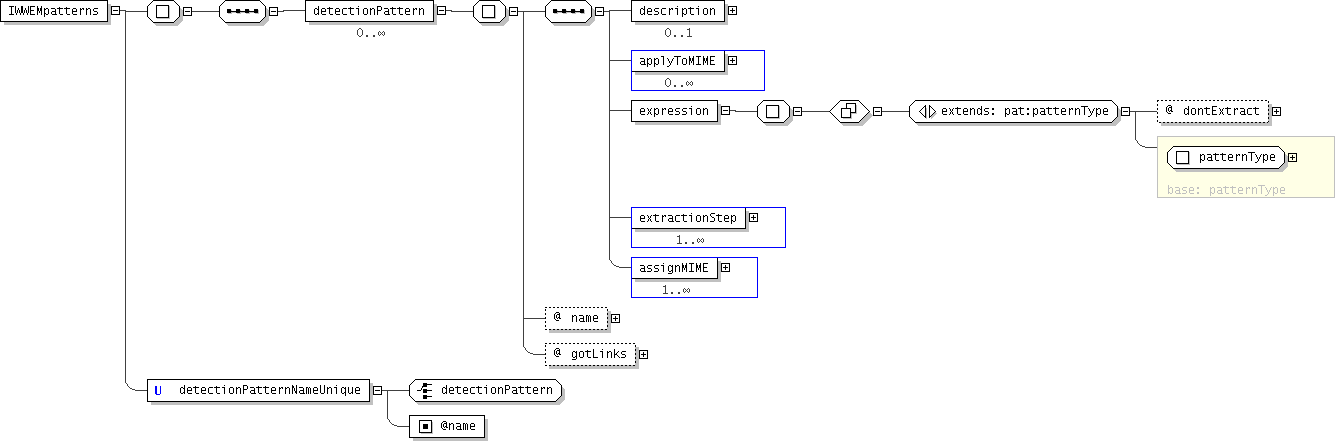 IWWEMpatterns
detectionPattern
0..∞
description
0..1
applyToMIME
0..∞
expression
extends: pat:patternType
@ dontExtract
patternType
base: patternType
extractionStep
1..∞
assignMIME
1..∞
@ name
@ gotLinks
U detectionPatternNameUnique
detectionPattern
@name